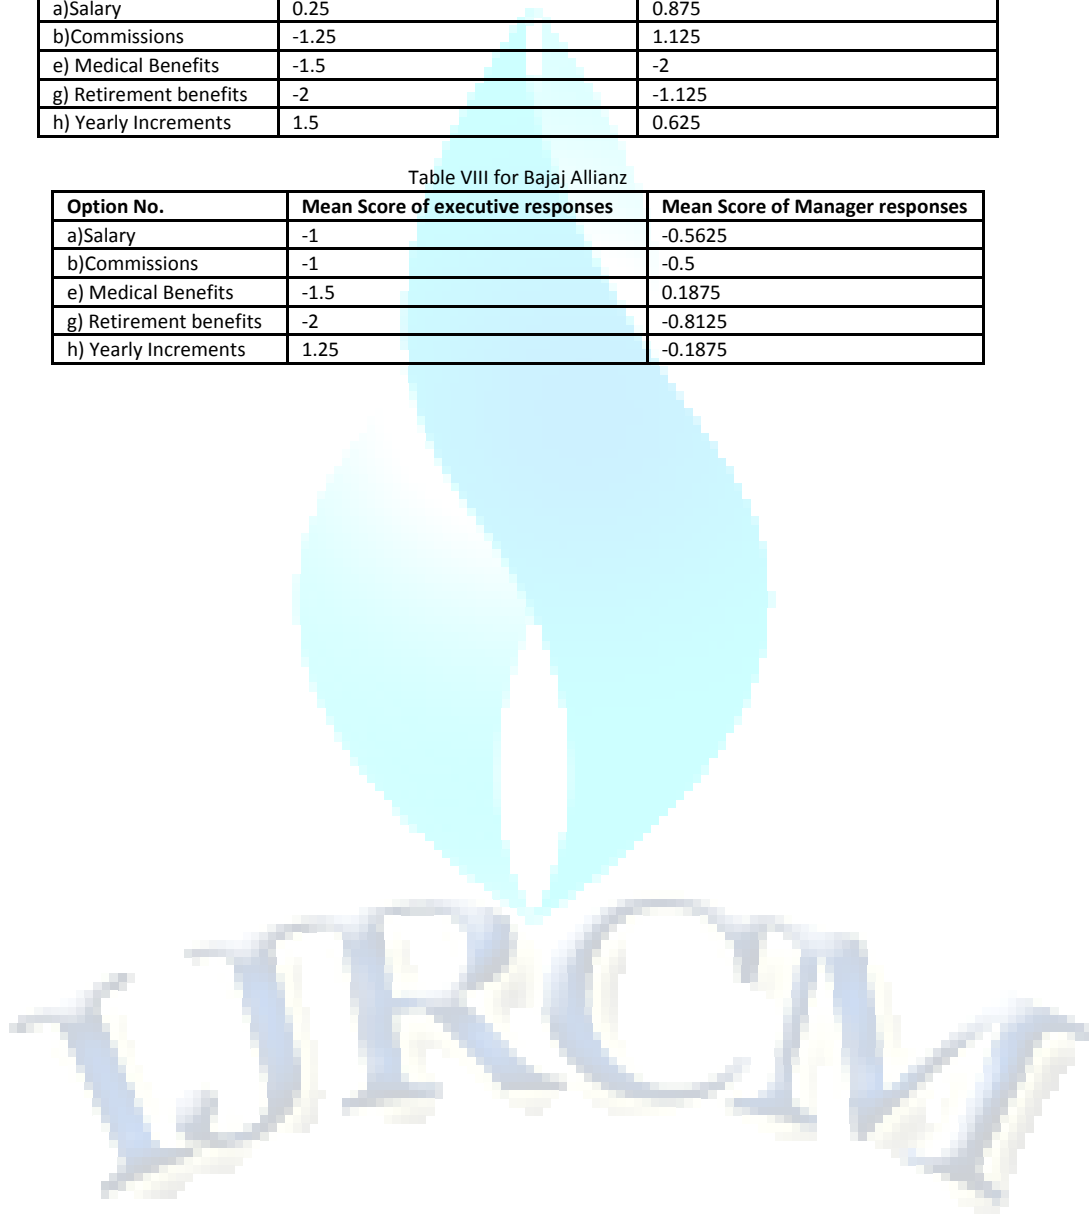 a)Salary 0.25 0.875
b)Commissions -1.25 1.125
e) Medical Benefits -1.5 -2
g) Retirement benefits -2 -1.125
h) Yearly Increments 1.5 0.625
Table VIII for Bajaj Allianz
Option No. Mean Score of executive responses Mean Score of Manager responses
a)Salary -1 -0.5625
b)Commissions -1 -0.5
e) Medical Benefits -1.5 0.1875
g) Retirement benefits -2 -0.8125
h) Yearly Increments 1.25 -0.1875
IJRCM